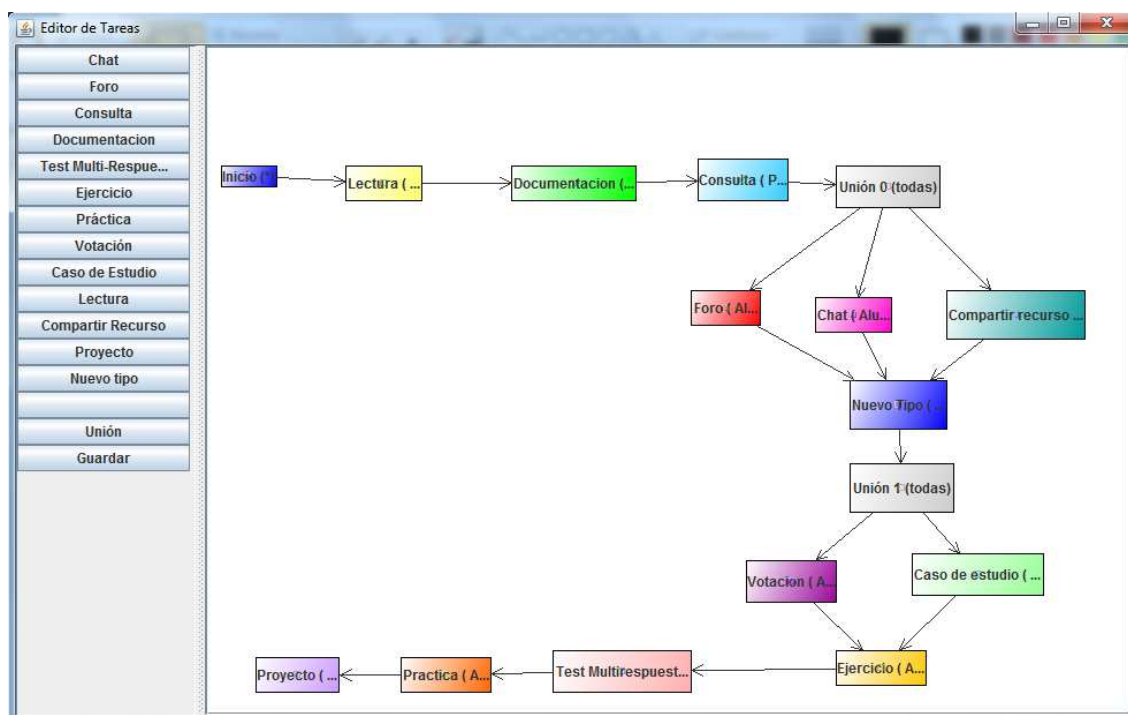 Editor de Tareas
Chat
Foro
Consulta
Documentacion
Test Multi-Respue...
Ejercicio
Práctica
Votación
Caso de Estudio
Lectura
Compartir Recurso
Proyecto
Nuevo tipo
Unión
Guardar
Inicio (*)
Lectura ( ...
Documentacion (...
Consulta ( P...
Unión 0 (todas)
Foro ( Al...
Chat ( Alu...
Compartir recurso ...
Nuevo Tipo ( ...
Unión 1 (todas)
Votacion ( A...
Caso de estudio ( ...
Proyecto ( ...
Practica ( A...
Test Multirespuest...
Ejercicio ( A...